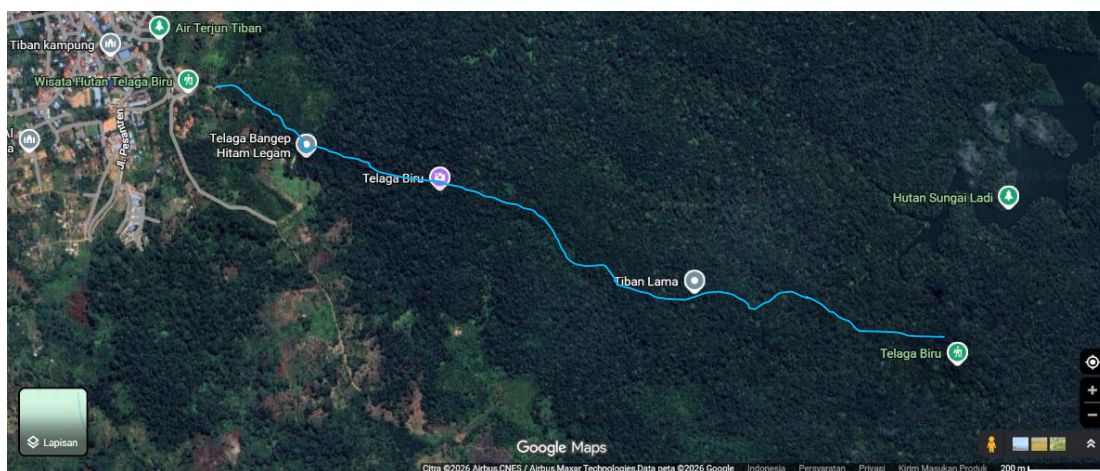 Air Terjun Tiban
Tiban kampung
Wisata Hutan Telaga Biru
Jl. Pesantren
Telaga Bangep
Hitam Legam
Telaga Biru
Hutan Sungai Ladi
Tiban Lama
Telaga Biru
Lapisan
Google Maps
Citra ©2026 Airbus,CNES / Airbus,Maxar Technologies,Data peta ©2026 Google Indonesia Persyaratan Privasi Kirim Masukan Produk 200 m